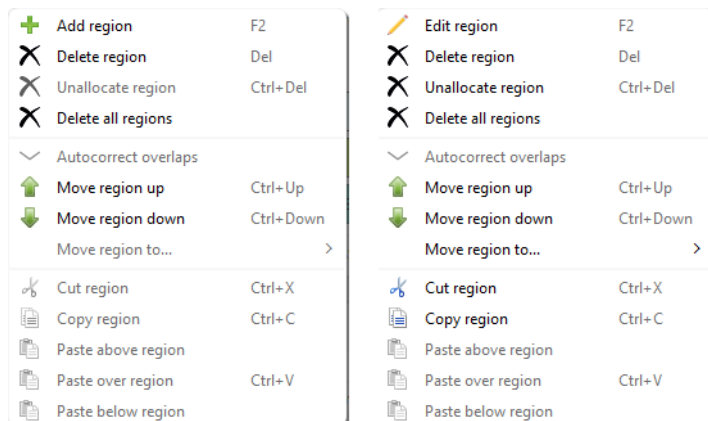 Add region F2
Delete region Del
Unallocate region Ctrl+Del
Delete all regions
Autocorrect overlaps
Move region up Ctrl+Up
Move region down Ctrl+Down
Move region to...
Cut region Ctrl+X
Copy region Ctrl+C
Paste above region
Paste over region Ctrl+V
Paste below region
Edit region F2
Delete region Del
Unallocate region Ctrl+Del
Delete all regions
Autocorrect overlaps
Move region up Ctrl+Up
Move region down Ctrl+Down
Move region to...
Cut region Ctrl+X
Copy region Ctrl+C
Paste above region
Paste over region Ctrl+V
Paste below region